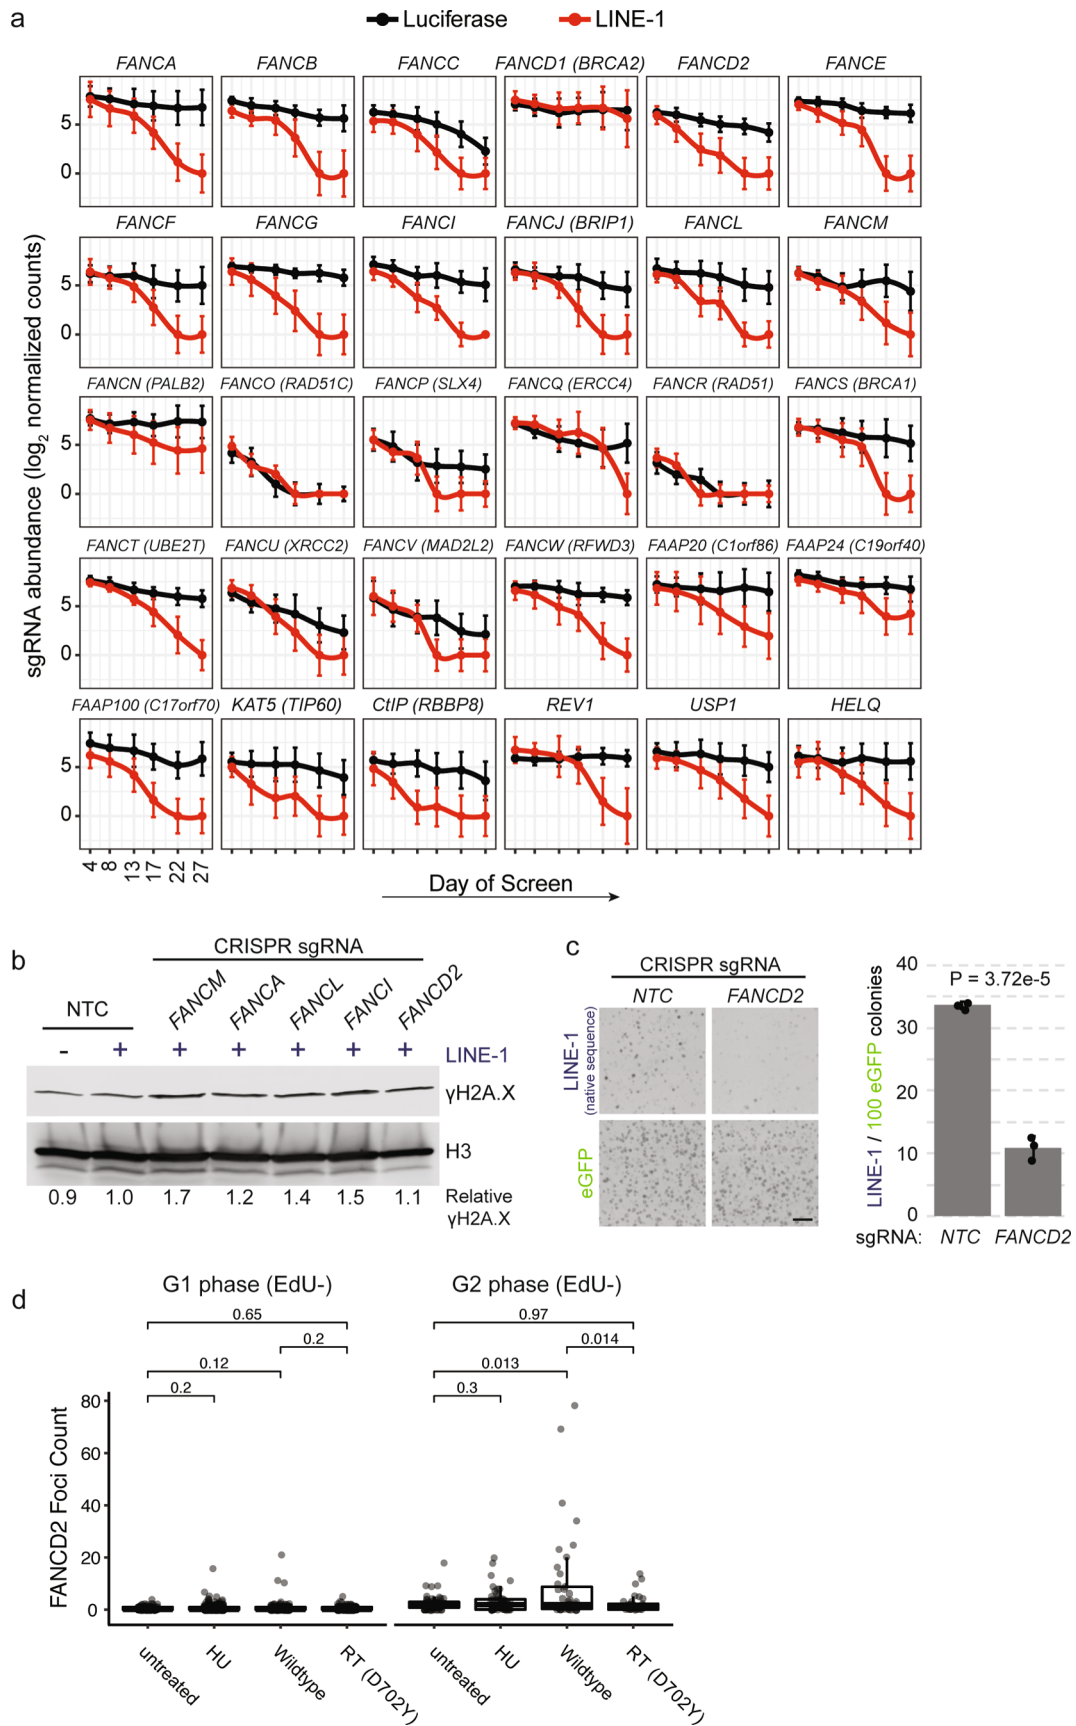 a
Luciferase LINE-1
FANCA FANCB FANCC FANCD1 (BRCA2) FANCD2 FANCE
5
0
FANCF FANCG FANCI FANCJ (BRIP1) FANCL FANCM
5
0
FANCN (PALB2) FANCO (RAD51C) FANCP (SLX4) FANCQ (ERCC4) FANCR (RAD51) FANCS (BRCA1)
5
0
FANCT (UBE2T) FANCU (XRCC2) FANCV (MAD2L2) FANCW (RFWD3) FAAP20 (C1orf86) FAAP24 (C19orf40)
5
0
FAAP100 (C17orf70) KAT5 (TIP60) CtIP (RBBP8) REV1 USP1 HELQ
5
0
sgRNA abundance (log2 normalized counts)
4 8 13 17 22 27
Day of Screen
b
CRISPR sgRNA
NTC FANCM FANCA FANCL FANCI FANCD2
- + + + + + + LINE-1
γH2A.X
H3
0.9 1.0 1.7 1.2 1.4 1.5 1.1 Relative
γH2A.X
c
CRISPR sgRNA
NTC FANCD2
LINE-1
(native sequence)
eGFP
LINE-1 / 100 eGFP colonies
40
30
20
10
0
P = 3.72e-5
sgRNA: NTC FANCD2
d
G1 phase (EdU-) G2 phase (EdU-)
0.65 0.97
0.2 0.014
0.12 0.013
0.2 0.3
FANCD2 Foci Count
80
60
40
20
0
untreated HU Wildtype RT (D702Y) untreated HU Wildtype RT (D702Y)